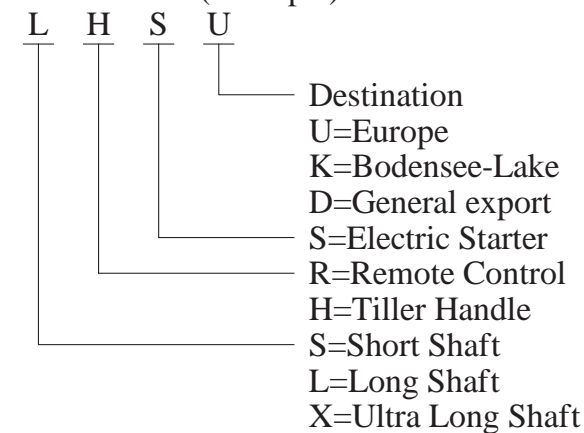 L H S U
Destination
U=Europe
K=Bodensee-Lake
D=General export
S=Electric Starter
R=Remote Control
H=Tiller Handle
S=Short Shaft
L=Long Shaft
X=Ultra Long Shaft